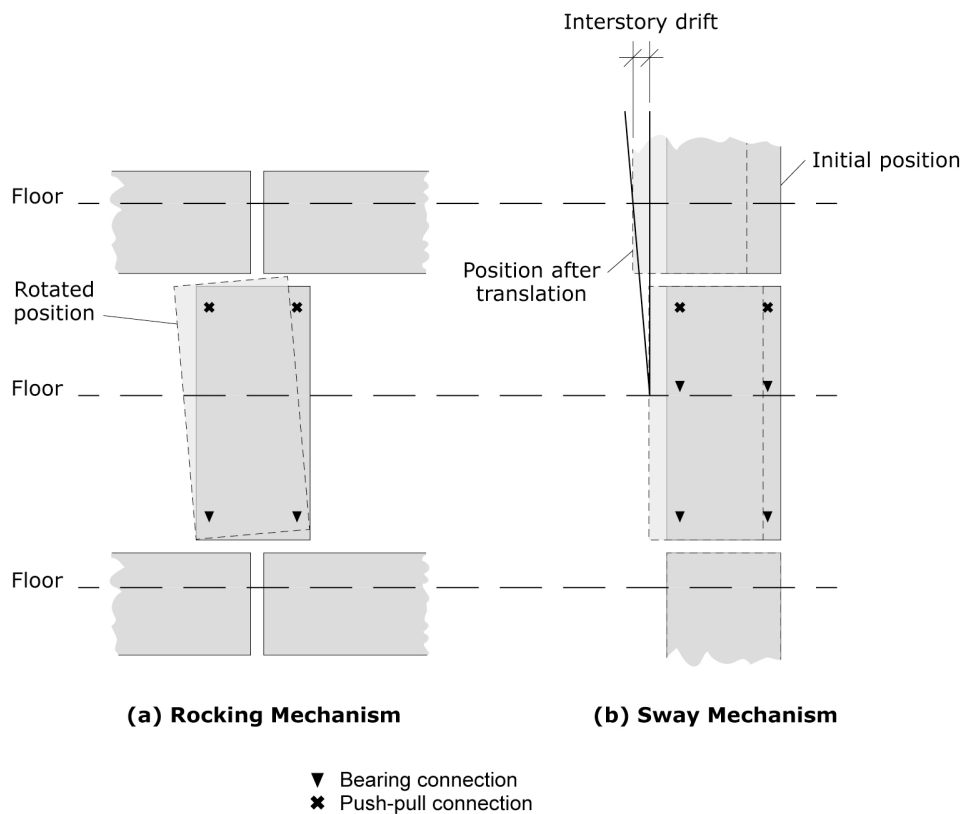 Interstory drift
Initial position
Floor
Position after
translation
Rotated
position
Floor
Floor
(a) Rocking Mechanism
(b) Sway Mechanism
Bearing connection
Push-pull connection